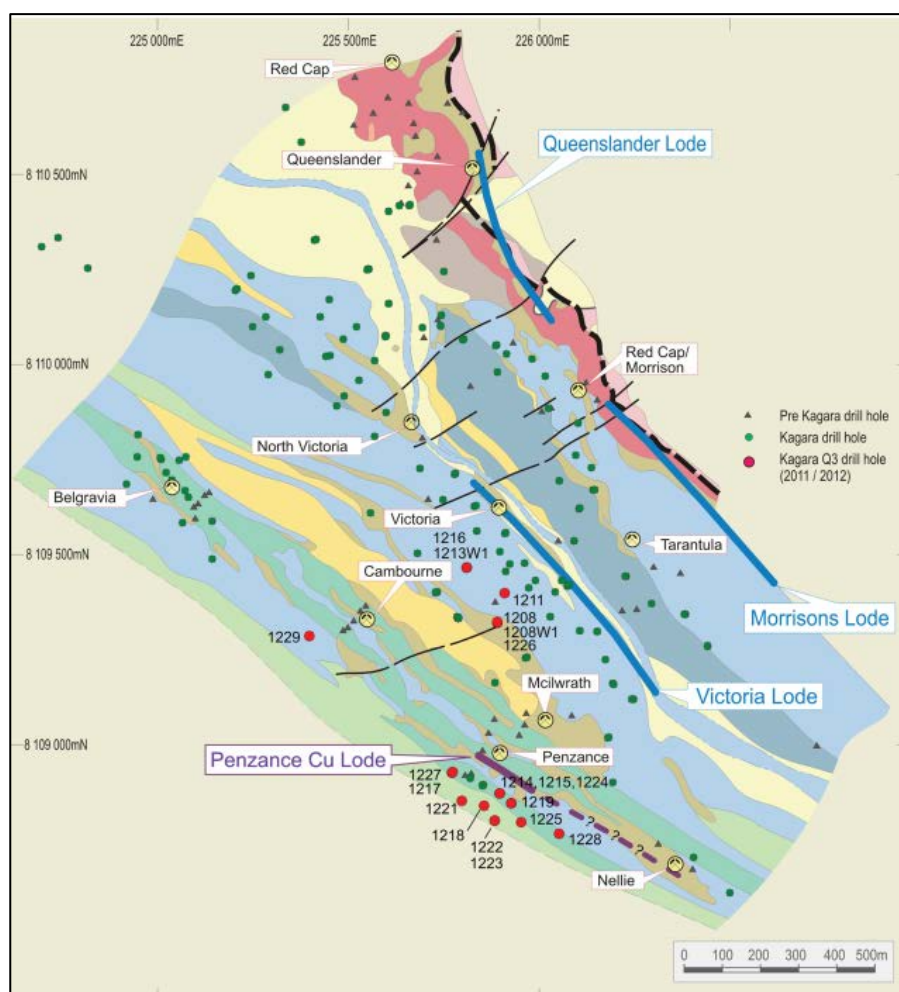 225 000mE
225 500mE
226 000mE
Red Cap
Queenslander
Queenslander Lode
8 110 500mN
8 110 000mN
Red Cap/
Morrison
Pre Kagara drill hole
Kagara drill hole
Kagara Q3 drill hole
(2011 / 2012)
North Victoria
Belgravia
Victoria
1216
1213W1
Tarantula
8 109 500mN
Cambourne
1211
Morrisons Lode
1208
1208W1
1226
1229
Mcilwrath
Victoria Lode
8 109 000mN
Penzance
Penzance Cu Lode
1227
1217
1214,1215,1224
1219
1221
1225
1218
1228
1222
1223
? ? ?
Nellie
0 100 200 300 400 500m